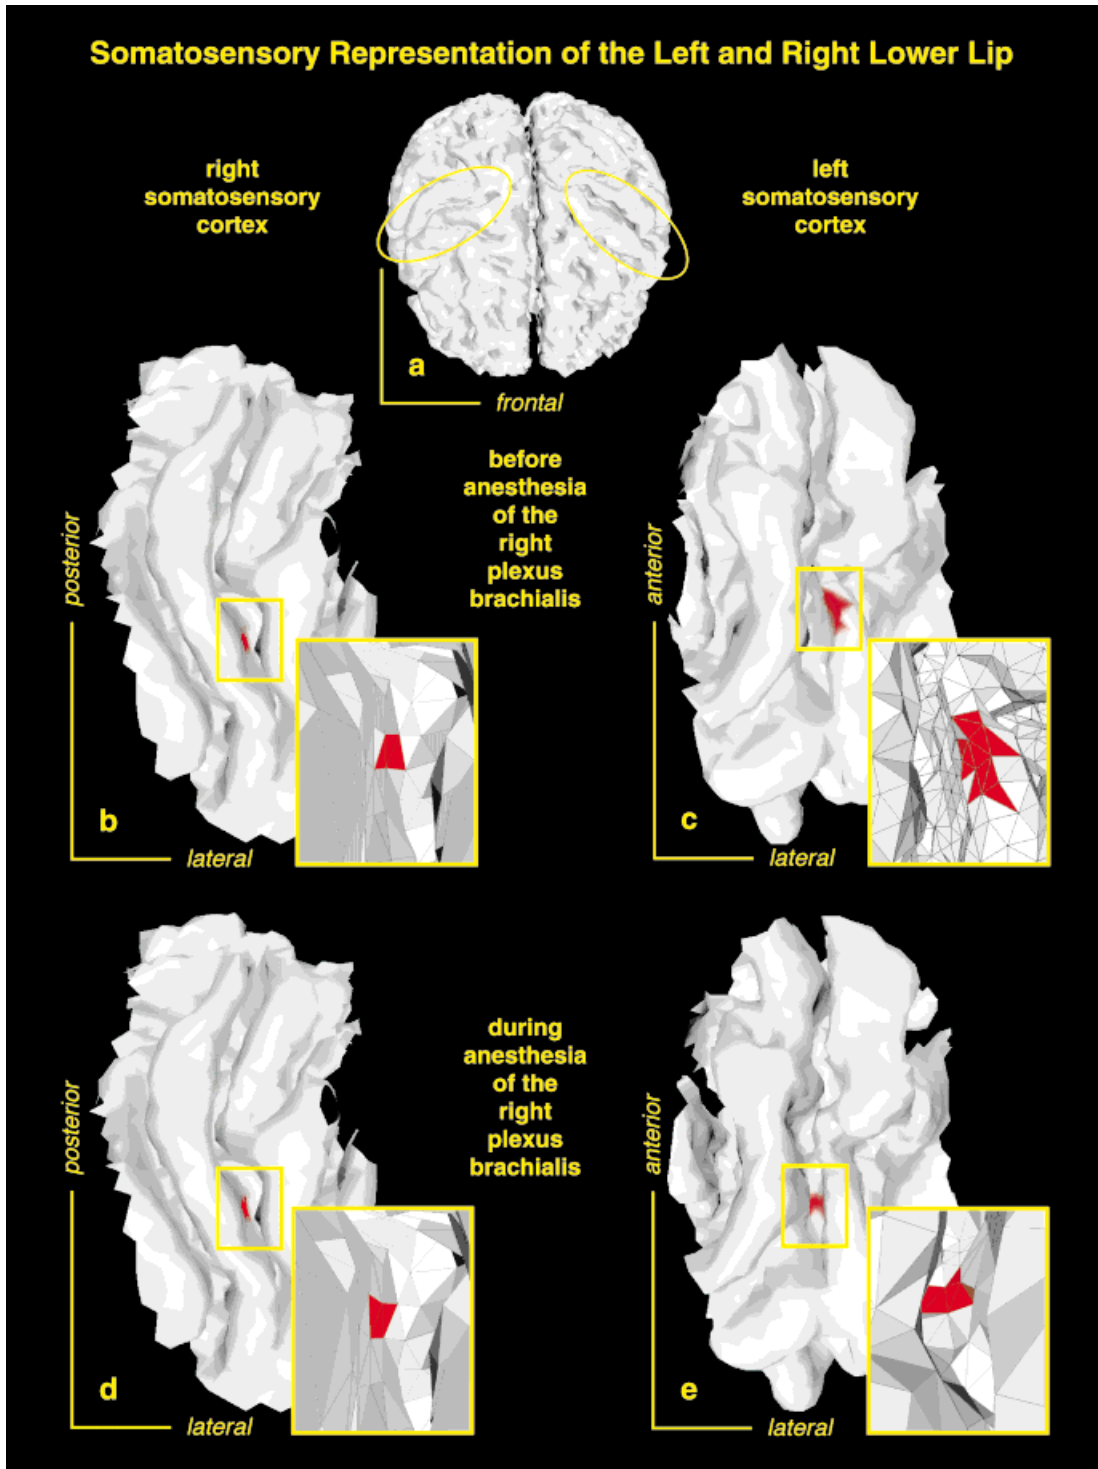 Somatosensory Representation of the Left and Right Lower Lip
right
somatosensory
cortex
left
somatosensory
cortex
a
frontal
before
anesthesia
of the
right
plexus
brachialis
posterior
b
lateral
anterior
c
lateral
during
anesthesia
of the
right
plexus
brachialis
posterior
d
lateral
anterior
e
lateral